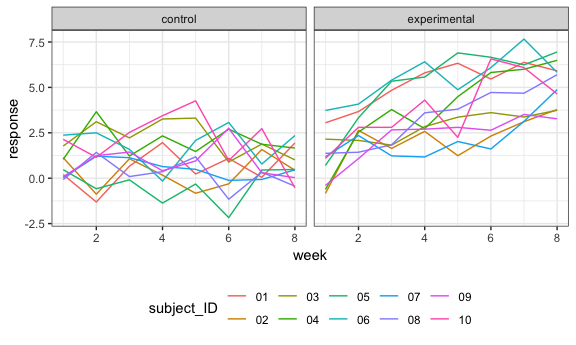 control experimental
7.5
5.0
2.5
0.0
-2.5
response
2 4 6 8 2 4 6 8
week
subject_ID
01 03 05 07 09
02 04 06 08 10